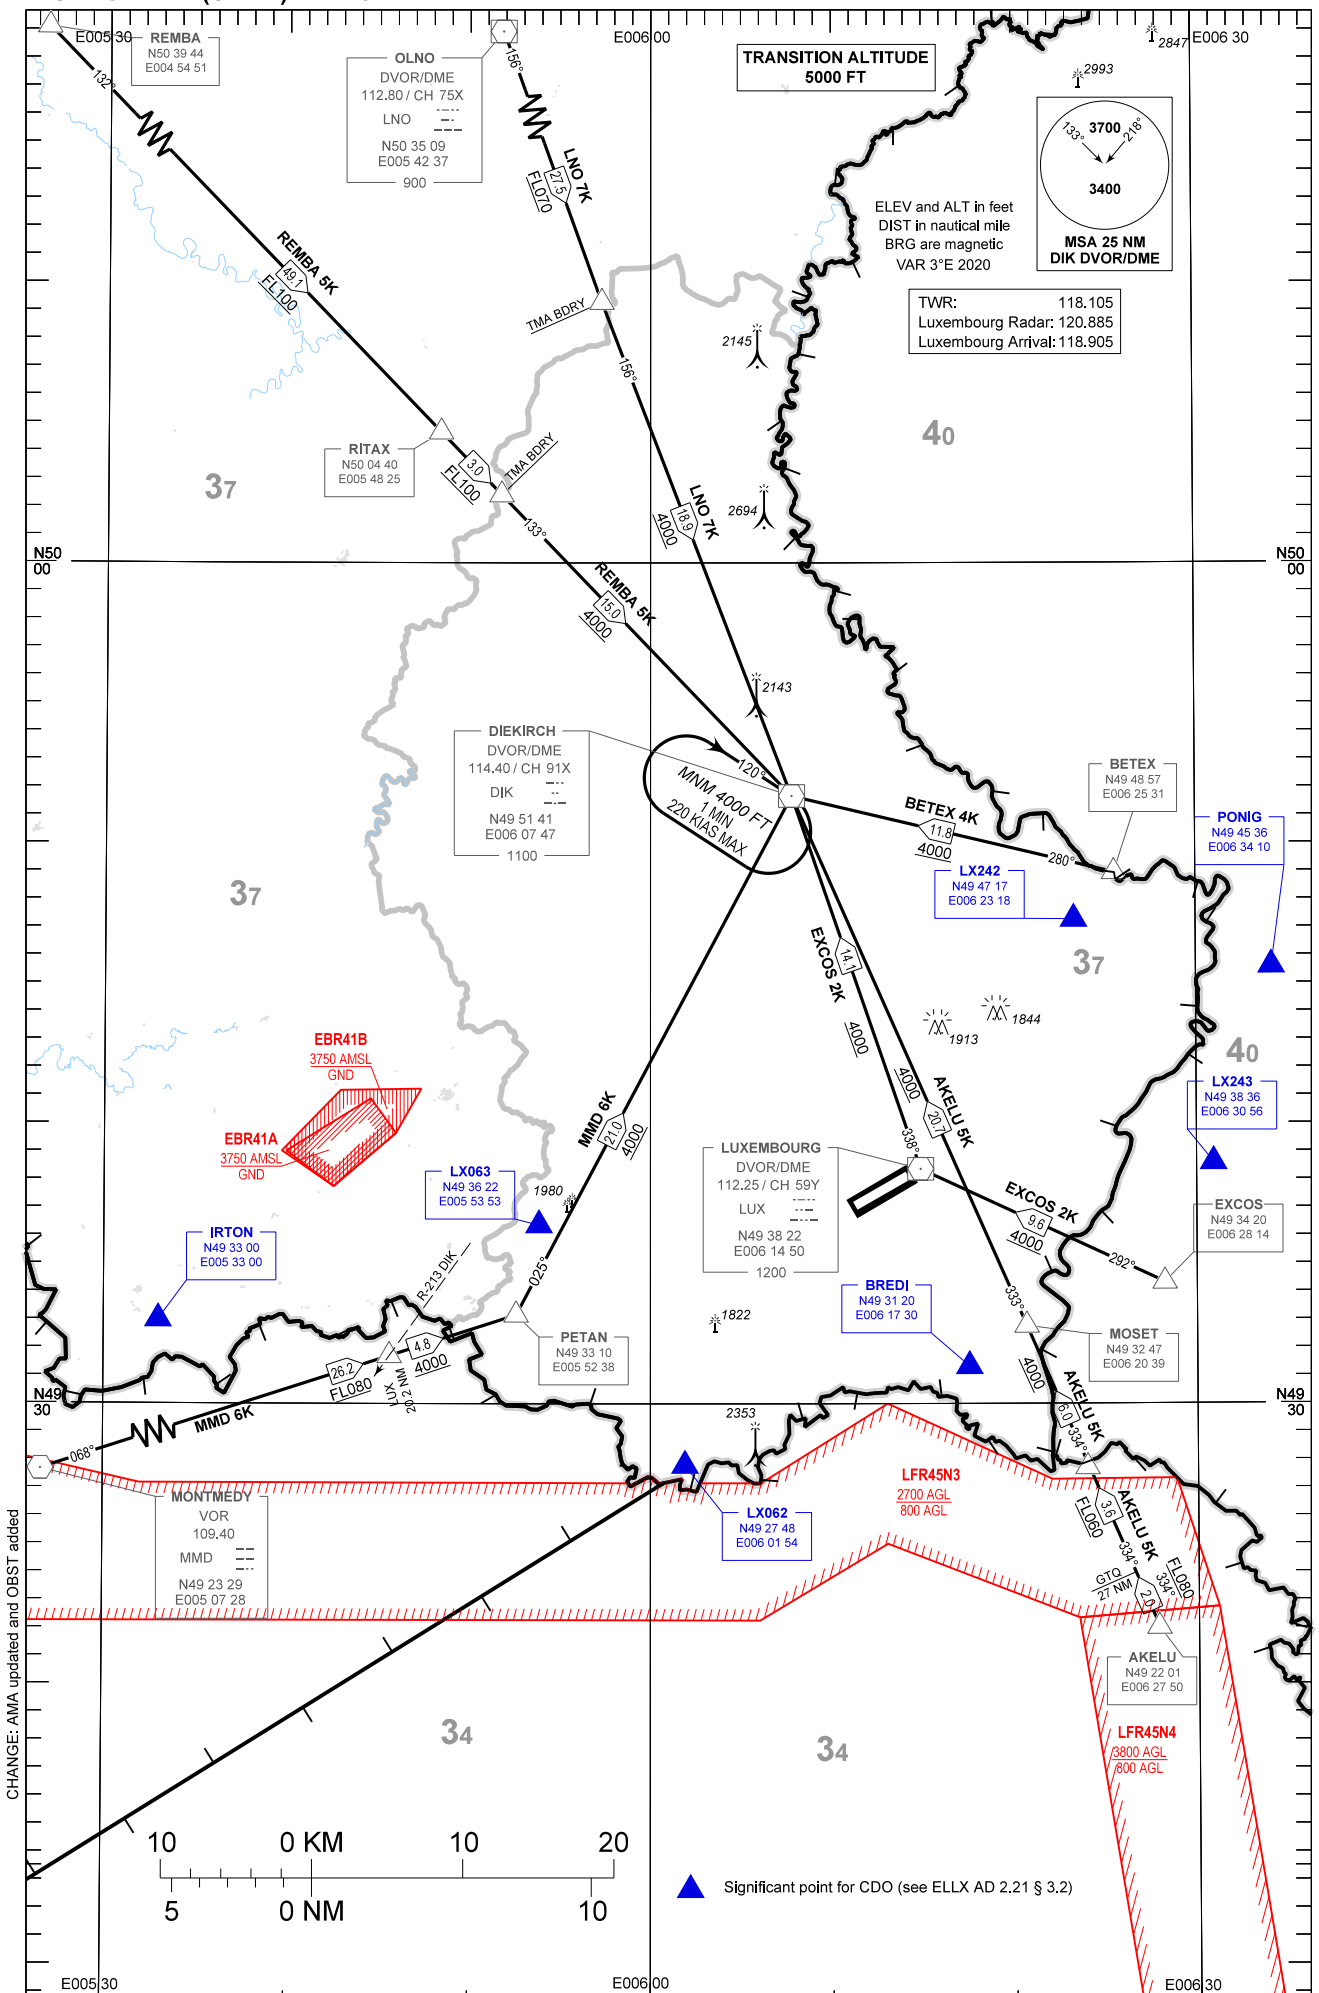 E005 30
E006 00
E006 30
REMBA
N50 39 44
E004 54 51
OLNO
DVOR/DME
112.80 / CH 75X
LNO
N50 35 09
E005 42 37
900
TRANSITION ALTITUDE
5000 FT
2847
2993
133°
3700
218°
3400
MSA 25 NM
DIK DVOR/DME
ELEV and ALT in feet
DIST in nautical mile
BRG are magnetic
VAR 3°E 2020
TWR: 118.105
Luxembourg Radar: 120.885
Luxembourg Arrival: 118.905
132°
156°
LNO 7K
27.5
FL070
REMBA 5K
49.1
FL100
TMA BDRY
156°
2145
RITAX
N50 04 40
E005 48 25
3.0
FL100
TMA BDRY
133°
37
40
2694
LNO 7K
18.9
4000
N50
00
N50
00
REMBA 5K
15.0
4000
2143
DIEKIRCH
DVOR/DME
114.40 / CH 91X
DIK
N49 51 41
E006 07 47
1100
120°
MNM 4000 FT
1 MIN
220 KIAS MAX
BETEX 4K
11.8
4000
280°
BETEX
N49 48 57
E006 25 31
PONIG
N49 45 36
E006 34 10
LX242
N49 47 17
E006 23 18
37
37
EXCOS 2K
14.1
4000
1913
1844
40
EBR41B
3750 AMSL
GND
EBR41A
3750 AMSL
GND
LX243
N49 38 36
E006 30 56
AKELU 5K
20.7
4000
MMD 6K
21.0
4000
338°
LUXEMBOURG
DVOR/DME
112.25 / CH 59Y
LUX
N49 38 22
E006 14 50
1200
LX063
N49 36 22
E005 53 53
1980
EXCOS 2K
9.6
4000
292°
EXCOS
N49 34 20
E006 28 14
IRTON
N49 33 00
E005 33 00
R-213 DIK
025°
BREDI
N49 31 20
E006 17 30
333°
1822
MOSET
N49 32 47
E006 20 39
PETAN
N49 33 10
E005 52 38
4.8
4000
26.2
FL080
LUX
20.2 NM
4000
AKELU 5K
6.0
334°
N49
30
N49
30
MMD 6K
068°
2353
LFR45N3
2700 AGL
800 AGL
MONTMEDY
VOR
109.40
MMD
N49 23 29
E005 07 28
LX062
N49 27 48
E006 01 54
3.6
FL060
AKELU 5K
334°
GTQ
27 NM
2.0
FL080
334°
AKELU
N49 22 01
E006 27 50
LFR45N4
3800 AGL
800 AGL
34
34
CHANGE: AMA updated and OBST added
10 0 KM 10 20
5 0 NM 10
Significant point for CDO (see ELLX AD 2.21 § 3.2)
E005 30
E006 00
E006 30